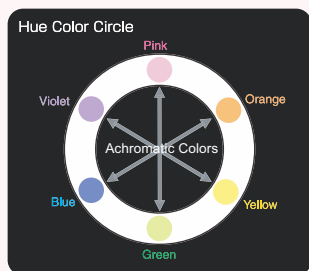 Hue Color Circle
Pink
Violet
Orange
Achromatic Colors
Blue
Yellow
Green